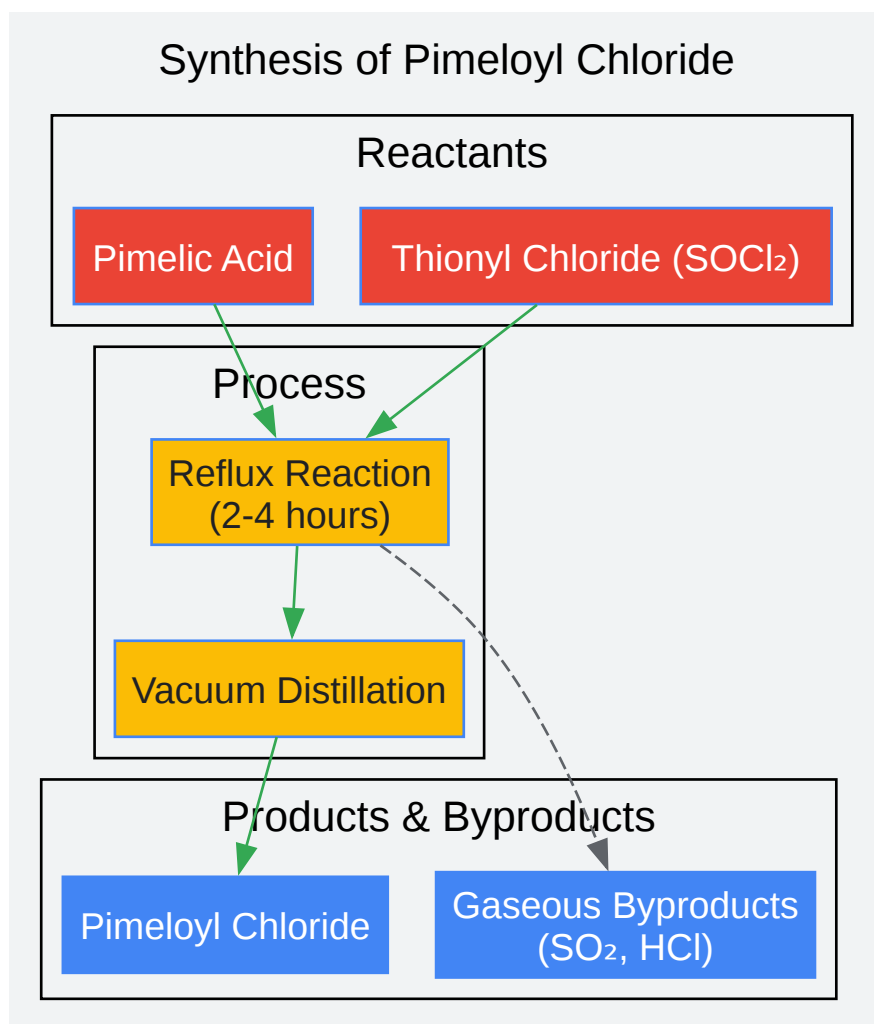 Synthesis of Pimeloyl Chloride
Reactants
Pimelic Acid
Thionyl Chloride (SOCl₂)
Process
Reflux Reaction
(2-4 hours)
Vacuum Distillation
Products & Byproducts
Pimeloyl Chloride
Gaseous Byproducts
(SO₂, HCl)